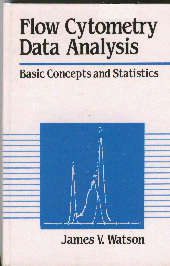 Flow Cytometry
Data Analysis
Basic Concepts and Statistics
James V. Watson